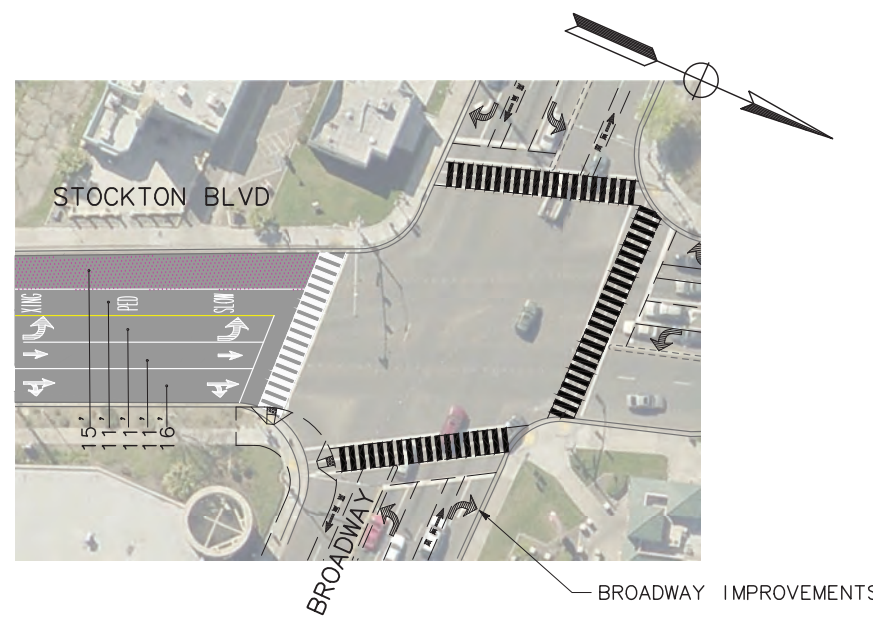 STOCKTON BLVD
XING
PED
SLOW
15'
11'
11'
11'
16'
BROADWAY
BROADWAY IMPROVEMENTS